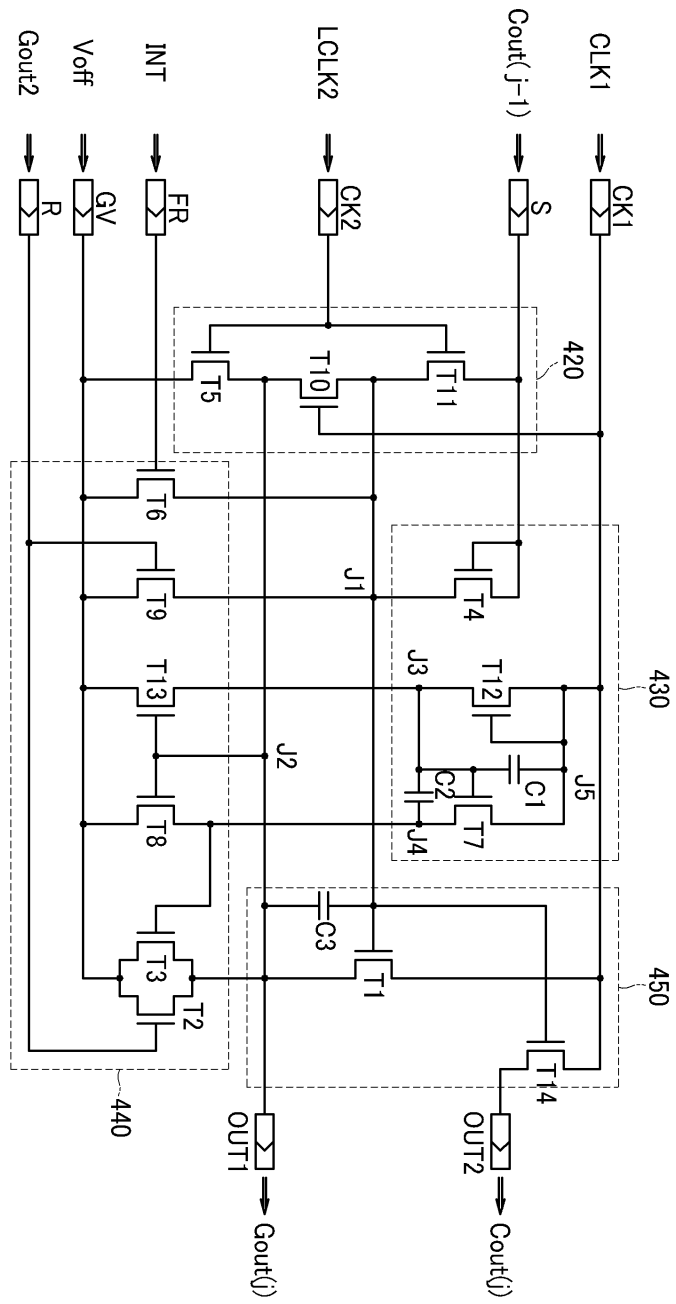 CLK1
CK1
Cout(j-1)
S
LCLK2
CK2
INT
FR
Voff
GV
Gout2
R
420
T11
T10
T5
430
T4
T12
J5
C1
T7
J3
C2
J4
J1
J2
T6
T9
T13
T8
T3
T2
440
450
C3
T1
T14
OUT2
Cout(j)
OUT1
Gout(j)